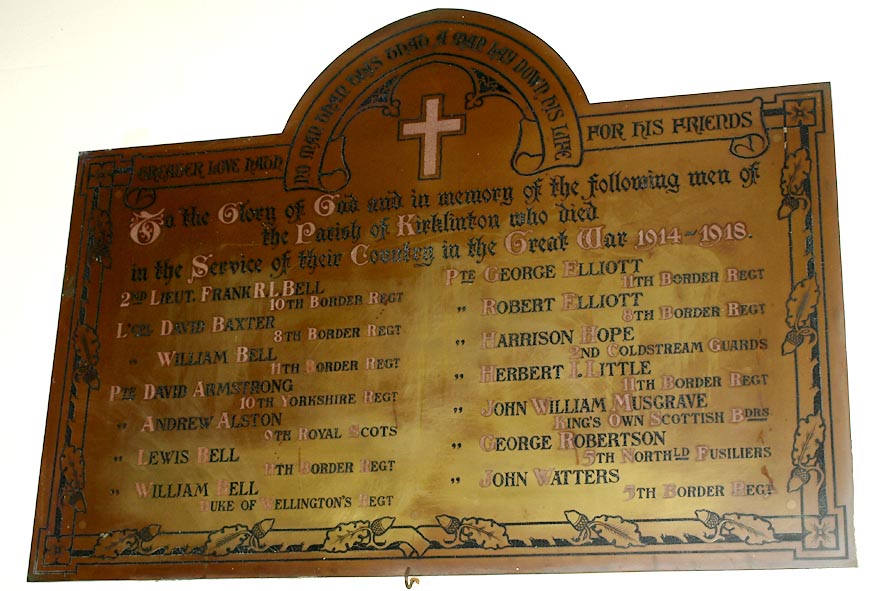 GREATER LOVE HATH NO MAN THAN THIS THAT A MAN LAY DOWN HIS LIFE FOR HIS FRIENDS
To the Glory of God and in memory of the following men of
the Parish of Kirklinton who died
in the Service of their Country in the Great War 1914-1918.
2ND LIEUT. FRANK R.I. BELL
10TH BORDER REGT
L'CPL DAVID BAXTER
8TH BORDER REGT
„ WILLIAM BELL
11TH BORDER REGT
PTE DAVID ARMSTRONG
10TH YORKSHIRE REGT
„ ANDREW ALSTON
ROYAL SCOTS
„ LEWIS BELL
11TH BORDER REGT
„ WILLIAM BELL
DUKE OF WELLINGTON'S REGT
PTE GEORGE ELLIOTT
11TH BORDER REGT
„ ROBERT ELLIOTT
8TH BORDER REGT
„ HARRISON HOPE
2ND COLDSTREAM GUARDS
„ HERBERT I. LITTLE
11TH BORDER REGT
„ JOHN WILLIAM MUSGRAVE
KING'S OWN SCOTTISH BDRS
„ GEORGE ROBERTSON
5TH NORTHLD FUSILIERS
„ JOHN WATTERS
5TH BORDER REGT